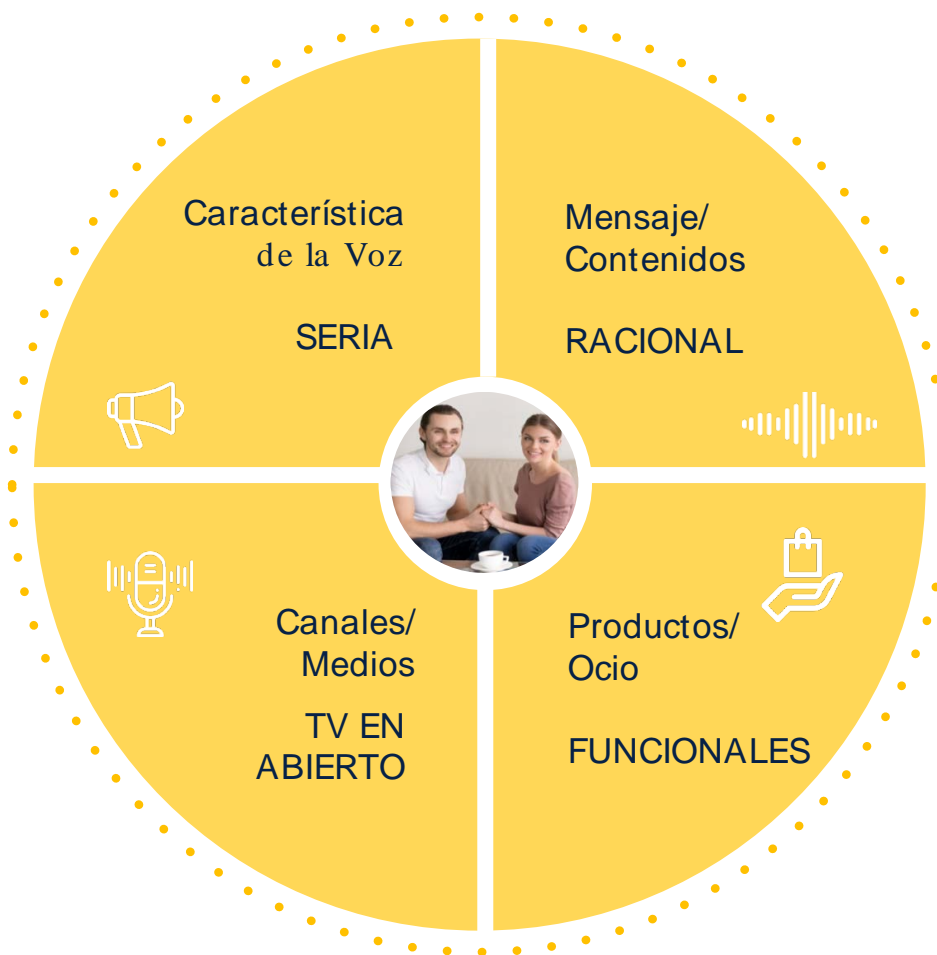 Característica
de la Voz
SERIA
Mensaje/
Contenidos
RACIONAL
Canales/
Medios
TV EN
ABIERTO
Productos/
Ocio
FUNCIONALES